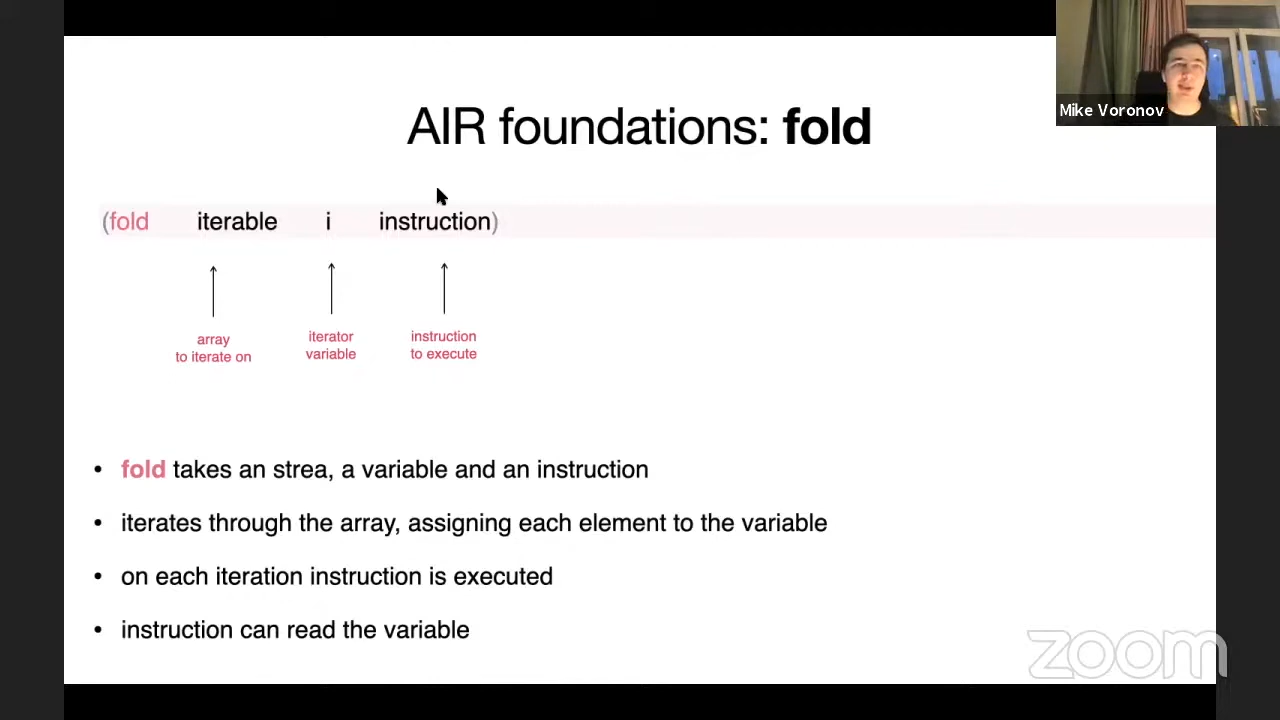 Mike Voronov
AIR foundations: fold
(fold iterable i instruction)
array
to iterate on
iterator
variable
instruction
to execute
• fold takes an strea, a variable and an instruction
• iterates through the array, assigning each element to the variable
• on each iteration instruction is executed
• instruction can read the variable
zoom